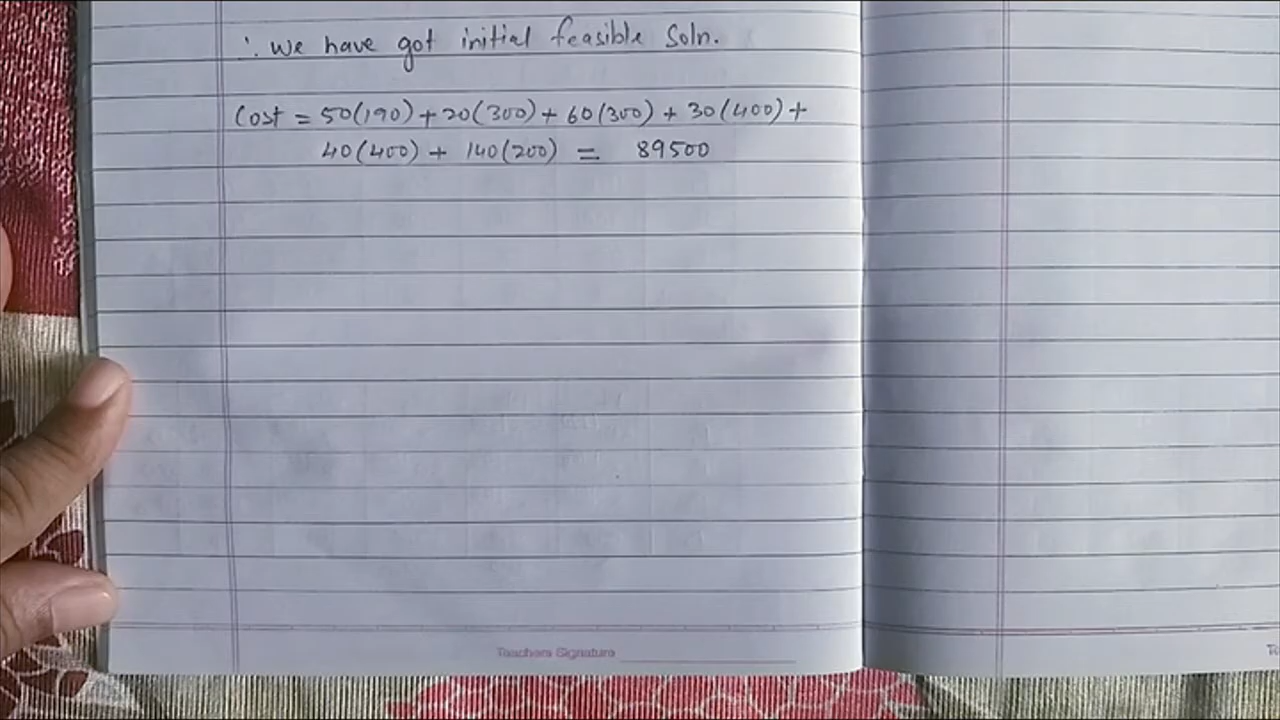 ∴ We have got initial feasible Soln.
Cost = 50(190) + 20(300) + 60(300) + 30(400) +
40(400) + 140(200) = 89500
Teachers Signature